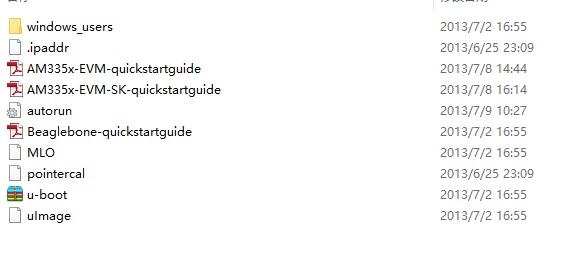 windows_users 2013/7/2 16:55
.ipaddr 2013/6/25 23:09
AM335x-EVM-quickstartguide 2013/7/8 14:44
AM335x-EVM-SK-quickstartguide 2013/7/8 16:14
autorun 2013/7/9 10:27
Beaglebone-quickstartguide 2013/7/2 16:55
MLO 2013/7/2 16:55
pointercal 2013/6/25 23:09
u-boot 2013/7/2 16:55
uImage 2013/7/2 16:55